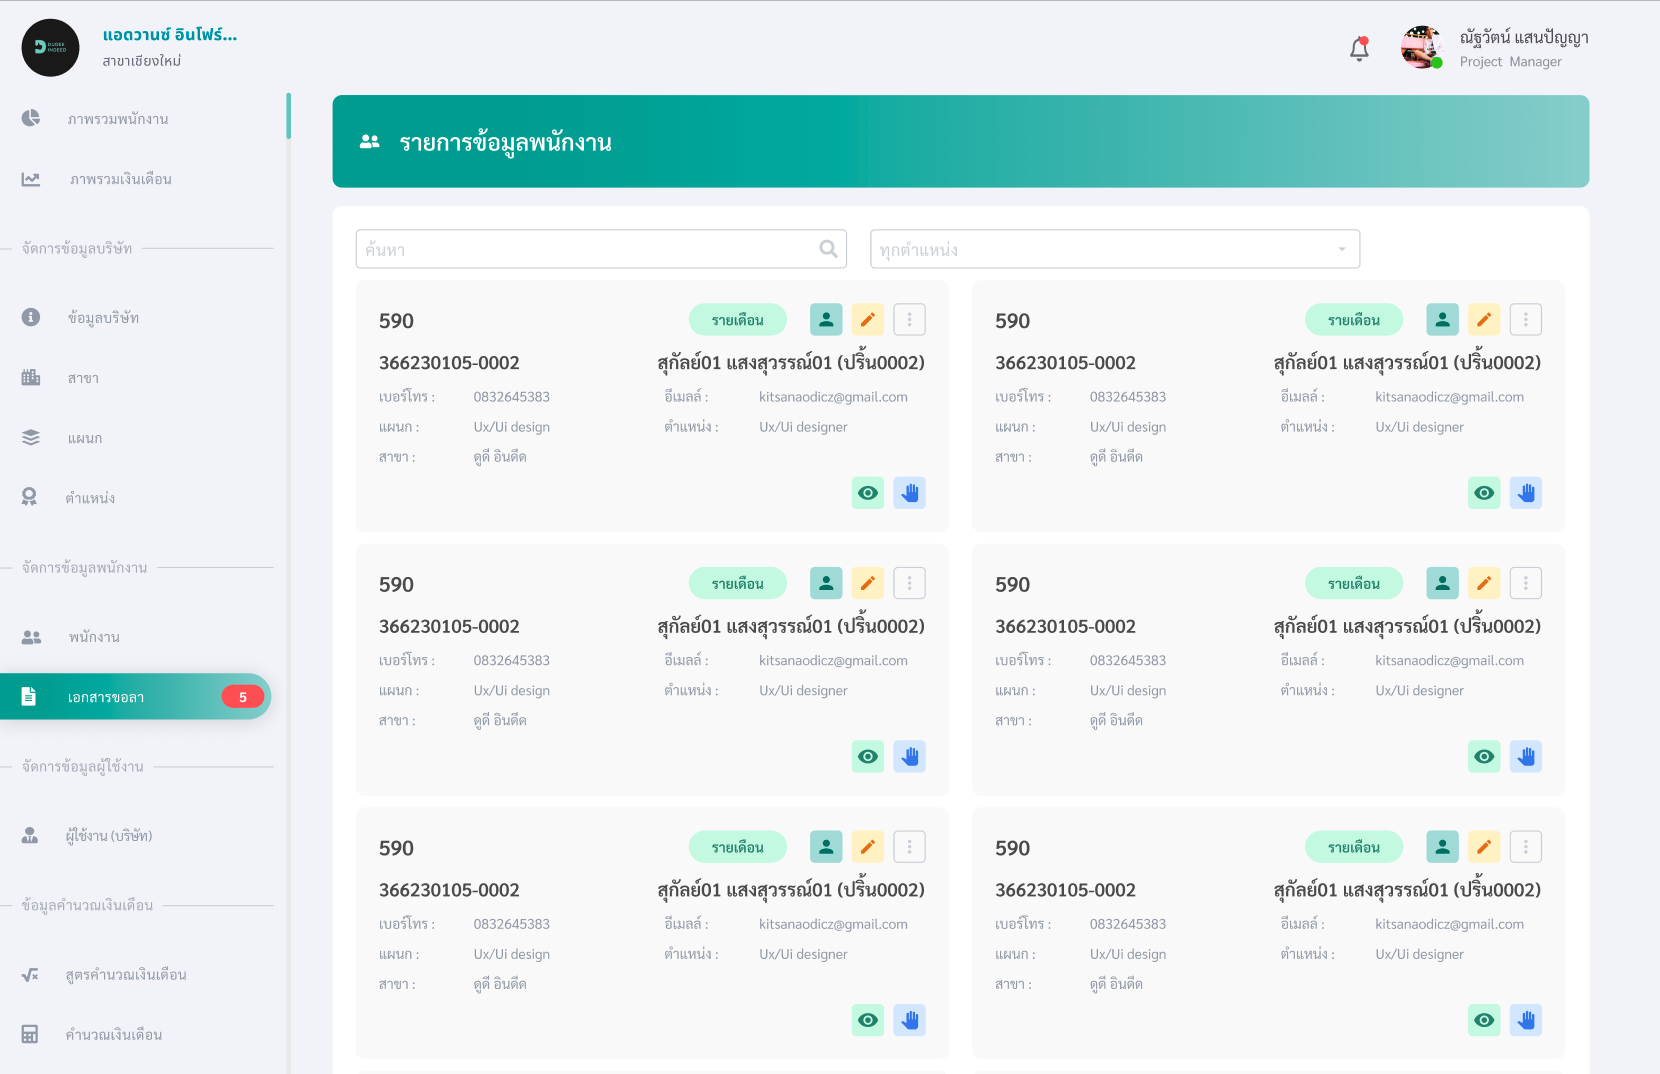 DUDEE
INDEED
แอดวานซ์ อินโฟร์...
สาขาเชียงใหม่
ณัฐวัตน์ แสนปัญญา
Project Manager
ภาพรวมพนักงาน
ภาพรวมเงินเดือน
จัดการข้อมูลบริษัท
ข้อมูลบริษัท
สาขา
แผนก
ตำแหน่ง
จัดการข้อมูลพนักงาน
พนักงาน
เอกสารขอลา 5
จัดการข้อมูลผู้ใช้งาน
ผู้ใช้งาน (บริษัท)
ข้อมูลคำนวณเงินเดือน
สูตรคำนวณเงินเดือน
คำนวณเงินเดือน
รายการข้อมูลพนักงาน
ค้นหา
ทุกตำแหน่ง
590 รายเดือน
366230105-0002 สุกัลย์01 แสงสุวรรณ์01 (ปริ้น0002)
เบอร์โทร : 0832645383 อีเมลล์ : kitsanaodicz@gmail.com
แผนก : Ux/Ui design ตำแหน่ง : Ux/Ui designer
สาขา : ดูดี อินดีด
590 รายเดือน
366230105-0002 สุกัลย์01 แสงสุวรรณ์01 (ปริ้น0002)
เบอร์โทร : 0832645383 อีเมลล์ : kitsanaodicz@gmail.com
แผนก : Ux/Ui design ตำแหน่ง : Ux/Ui designer
สาขา : ดูดี อินดีด
590 รายเดือน
366230105-0002 สุกัลย์01 แสงสุวรรณ์01 (ปริ้น0002)
เบอร์โทร : 0832645383 อีเมลล์ : kitsanaodicz@gmail.com
แผนก : Ux/Ui design ตำแหน่ง : Ux/Ui designer
สาขา : ดูดี อินดีด
590 รายเดือน
366230105-0002 สุกัลย์01 แสงสุวรรณ์01 (ปริ้น0002)
เบอร์โทร : 0832645383 อีเมลล์ : kitsanaodicz@gmail.com
แผนก : Ux/Ui design ตำแหน่ง : Ux/Ui designer
สาขา : ดูดี อินดีด
590 รายเดือน
366230105-0002 สุกัลย์01 แสงสุวรรณ์01 (ปริ้น0002)
เบอร์โทร : 0832645383 อีเมลล์ : kitsanaodicz@gmail.com
แผนก : Ux/Ui design ตำแหน่ง : Ux/Ui designer
สาขา : ดูดี อินดีด
590 รายเดือน
366230105-0002 สุกัลย์01 แสงสุวรรณ์01 (ปริ้น0002)
เบอร์โทร : 0832645383 อีเมลล์ : kitsanaodicz@gmail.com
แผนก : Ux/Ui design ตำแหน่ง : Ux/Ui designer
สาขา : ดูดี อินดีด